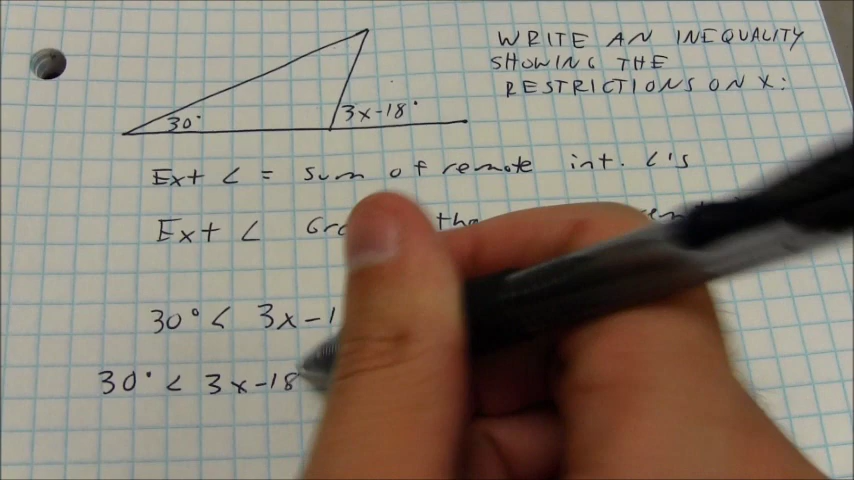 WRITE AN INEQUALITY
SHOWING THE
RESTRICTIONS ON X:
30°
3x-18°
Ext < = sum of remote int. <'s
Ext <
30° < 3x-1
30° < 3x-18